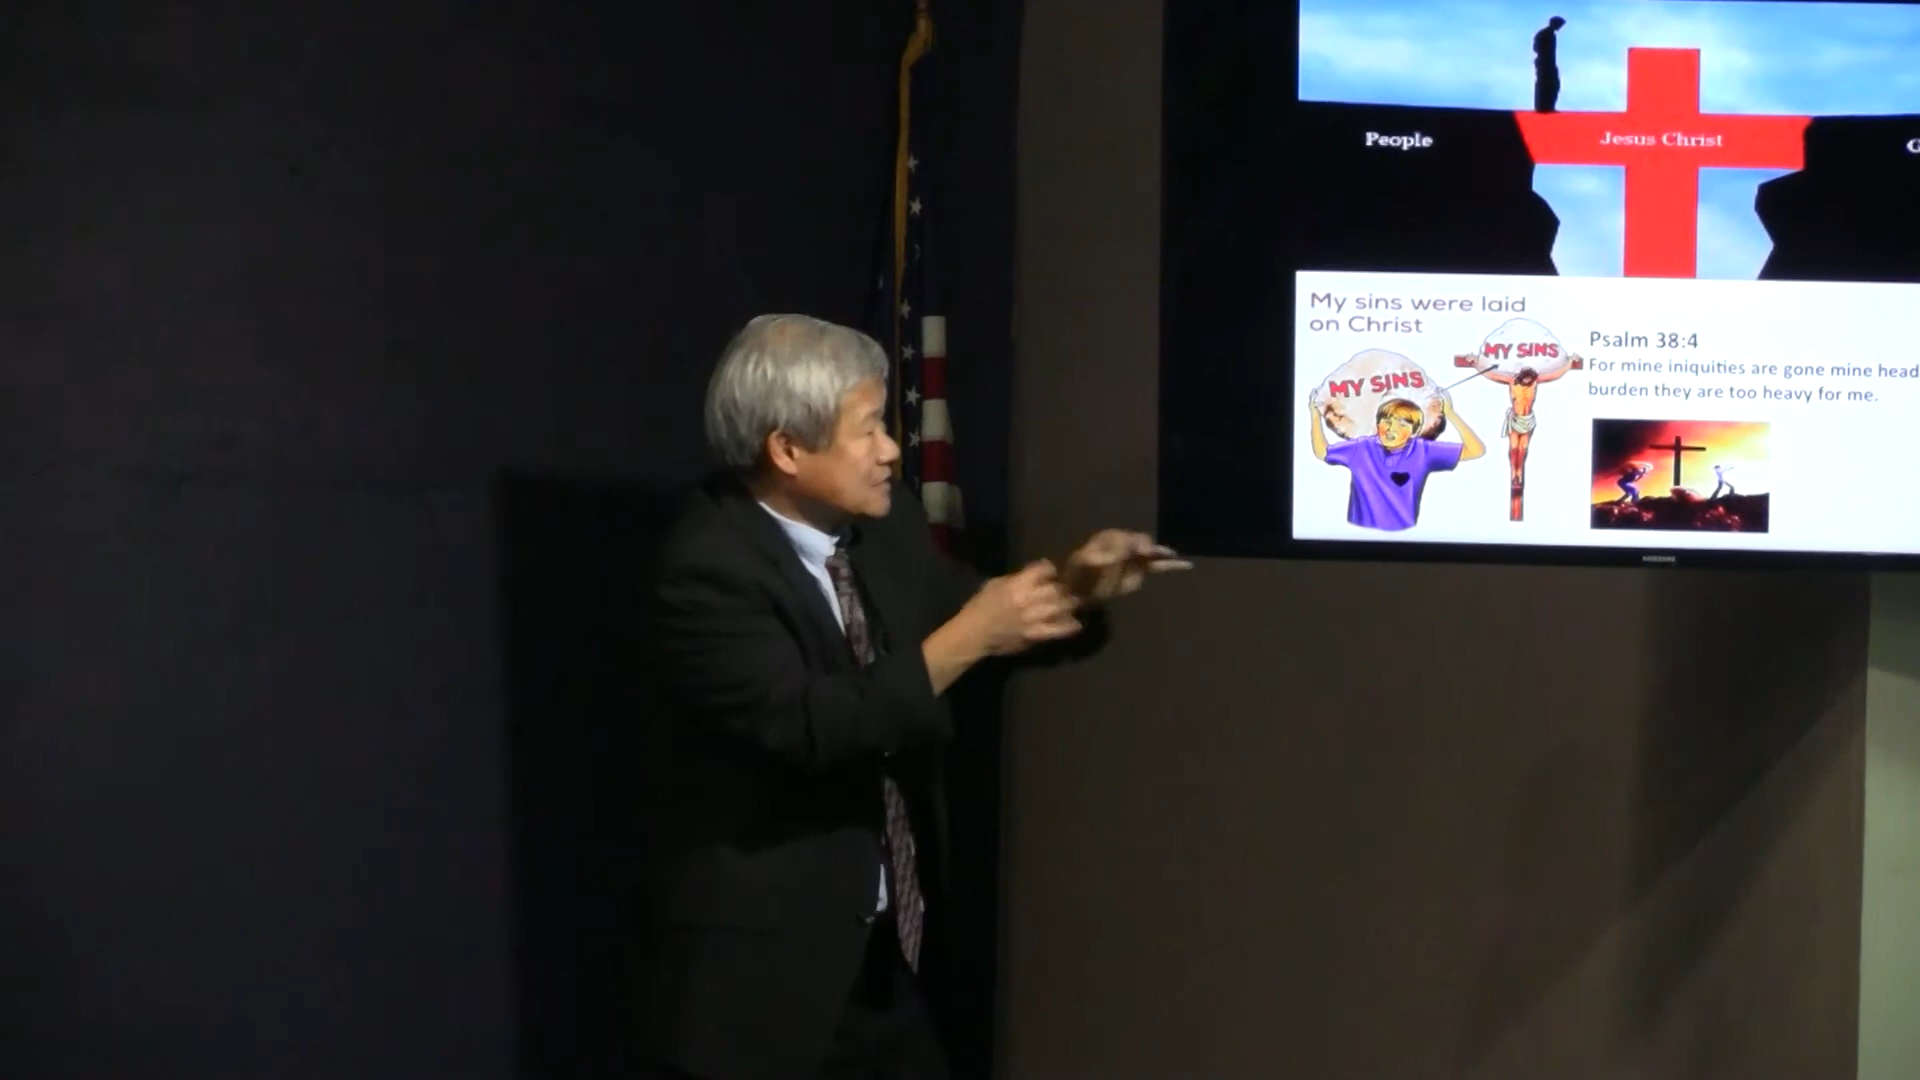 People
Jesus Christ
G
My sins were laid
on Christ
MY SINS
MY SINS
Psalm 38:4
For mine iniquities are gone mine head
burden they are too heavy for me.
SAMSUNG